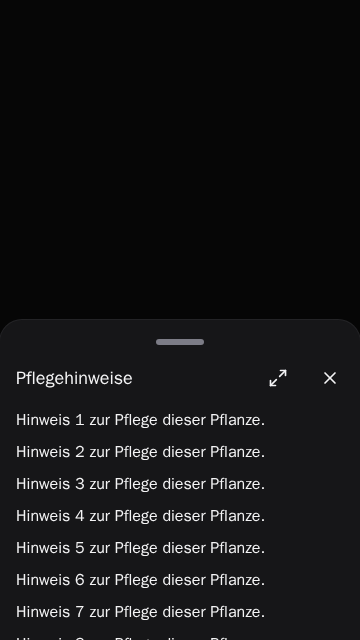 Pflegehinweise
Hinweis 1 zur Pflege dieser Pflanze.
Hinweis 2 zur Pflege dieser Pflanze.
Hinweis 3 zur Pflege dieser Pflanze.
Hinweis 4 zur Pflege dieser Pflanze.
Hinweis 5 zur Pflege dieser Pflanze.
Hinweis 6 zur Pflege dieser Pflanze.
Hinweis 7 zur Pflege dieser Pflanze.